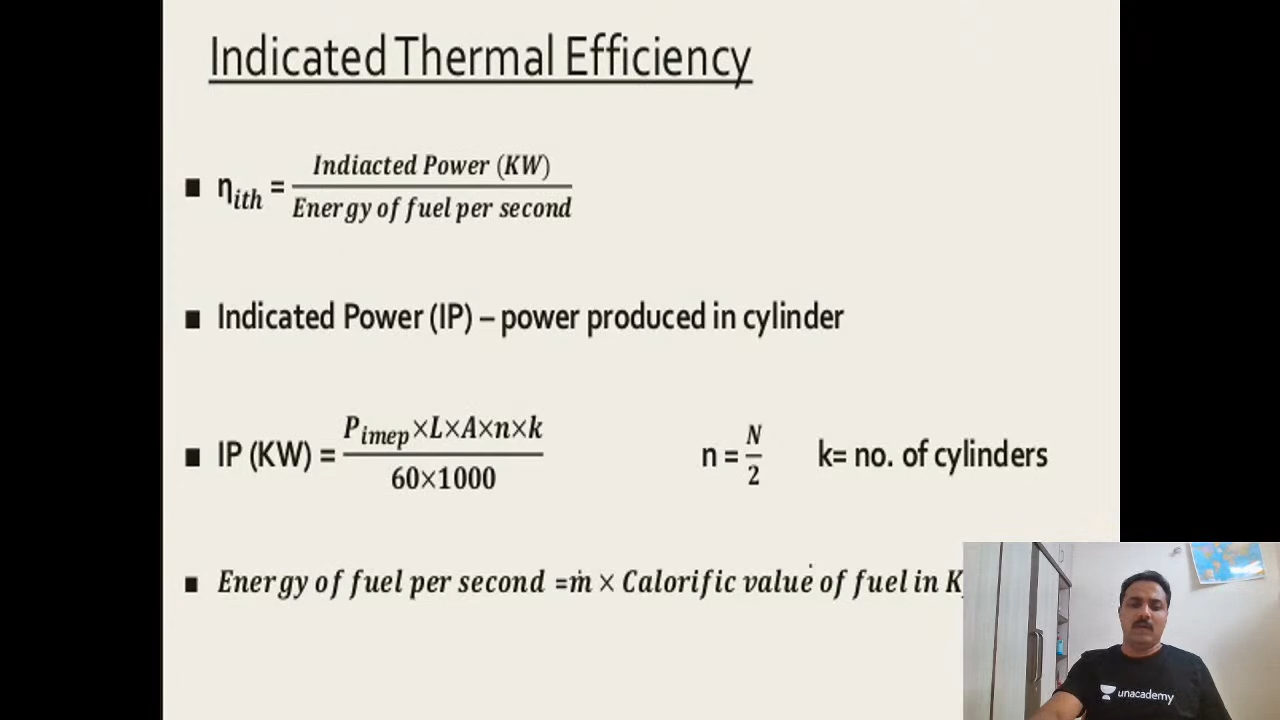 Indicated Thermal Efficiency
■ η_ith = Indiacted Power (KW) / Energy of fuel per second
■ Indicated Power (IP) – power produced in cylinder
■ IP (KW) = P_imep×L×A×n×k / 60×1000 n = N/2 k= no. of cylinders
■ Energy of fuel per second =ṁ × Calorific value of fuel in
unacademy